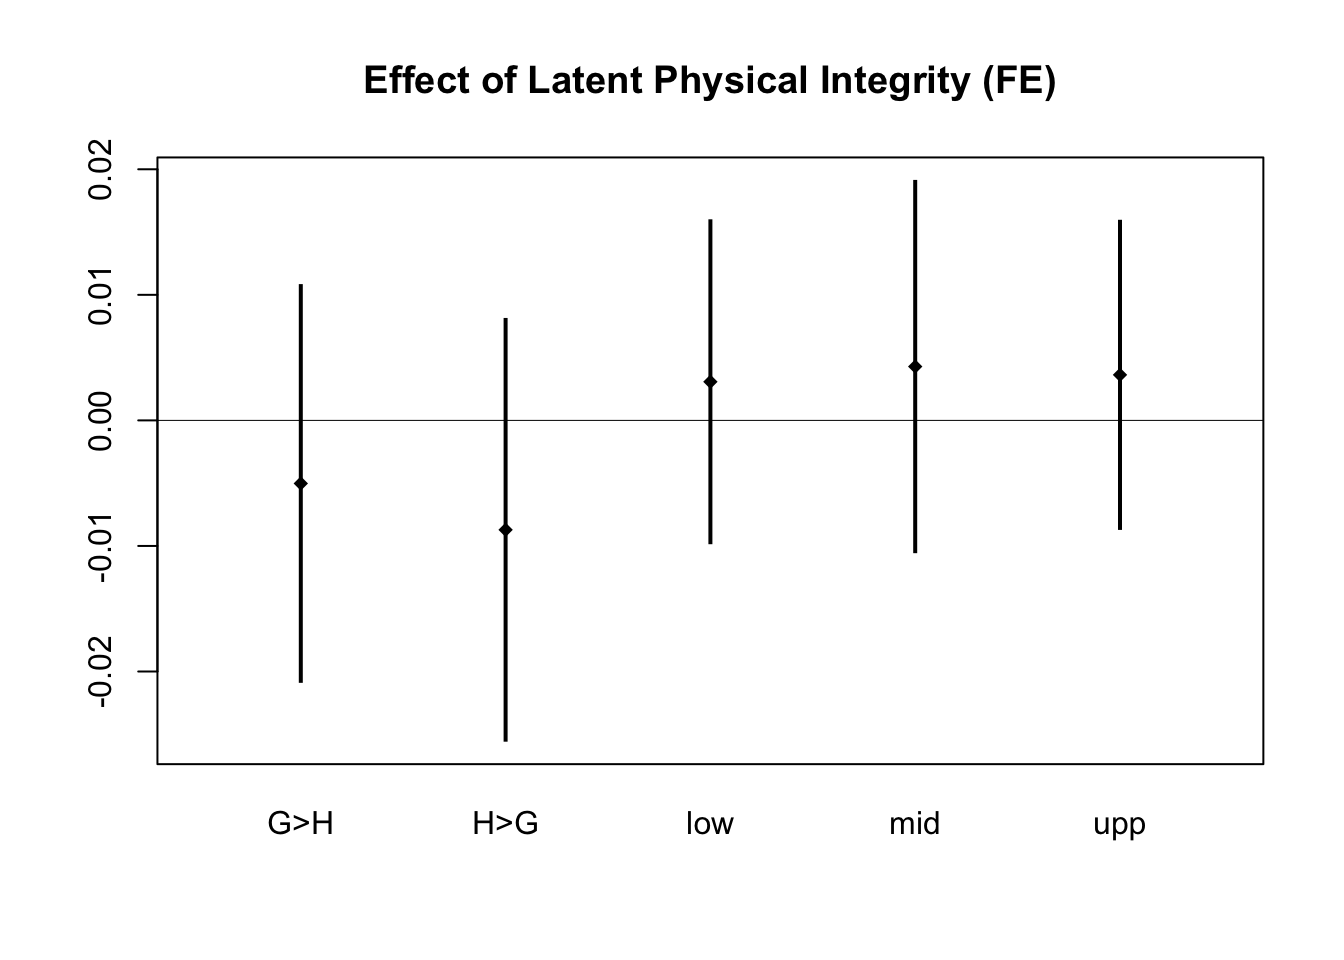 Effect of Latent Physical Integrity (FE)
0.02
0.01
0.00
-0.01
-0.02
G>H H>G low mid upp